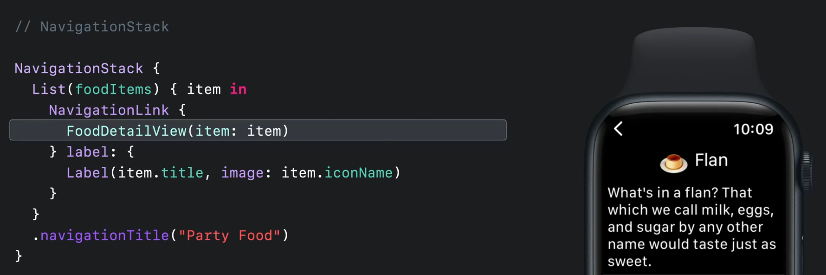 // NavigationStack
NavigationStack {
List(foodItems) { item in
NavigationLink {
FoodDetailView(item: item)
} label: {
Label(item.title, image: item.iconName)
}
}
.navigationTitle("Party Food")
}
10:09
Flan
What's in a flan? That
which we call milk, eggs,
and sugar by any other
name would taste just as
sweet.